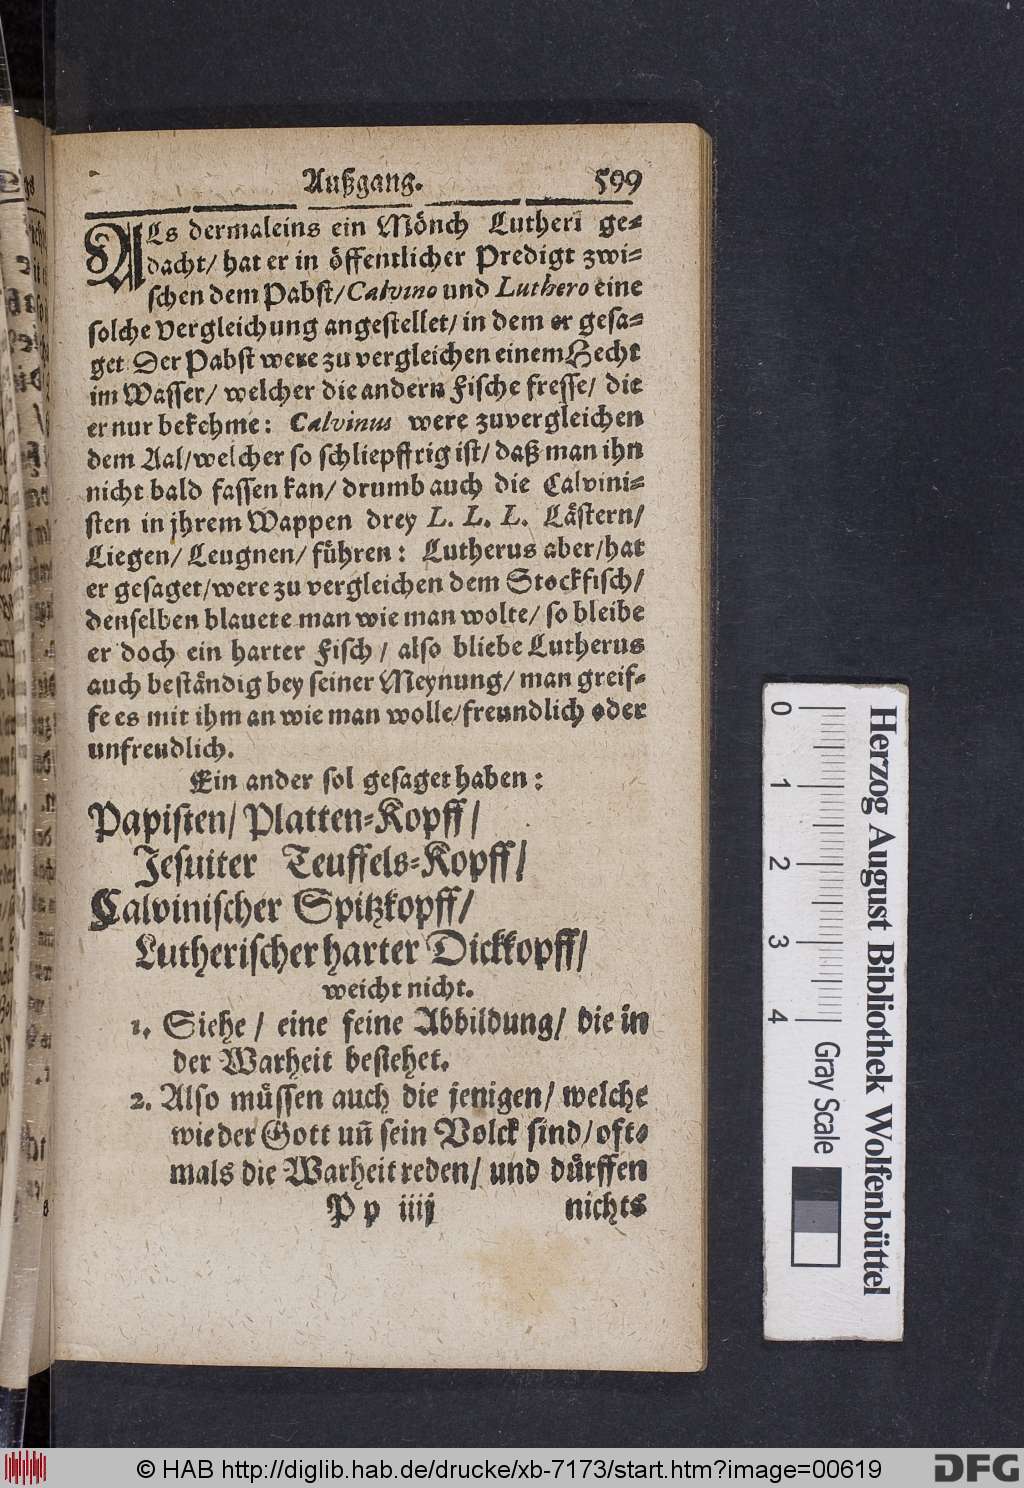 Außgang. 599
ALs dermaleins ein Mönch Lutheri ge-
dacht/ hat er in öffentlicher Predigt zwi-
schen dem Pabst/ Calvino und Luthero eine
solche Vergleichung angestellet/ in dem er gesa-
get Der Pabst were zu vergleichen einem Hecht
im Wasser/ welcher die andern Fische fresse/ die
er nur bekehme: Calvinus were zuvergleichen
dem Aal/welcher so schliepffrig ist/ daß man ihn
nicht bald fassen kan/ drumb auch die Calvini-
sten in jhrem Wappen drey L. L. L. Lästern/
Liegen/ Leugnen/ führen: Lutherus aber/hat
er gesaget/were zu vergleichen dem Stockfisch/
denselben blauete man wie man wolte/ so bleibe
er doch ein harter Fisch/ also bliebe Lutherus
auch beständig bey seiner Meynung/ man greif-
fe es mit ihm an wie man wolle/freundlich oder
unfreudlich.
Ein ander sol gesaget haben:
Papisten/ Platten-Kopff/
Jesuiter Teuffels-Kopff/
Calvinischer Spitzkopff/
Lutherischer harter Dickkopff/
weicht nicht.
1. Siehe/ eine feine Abbildung/ die in
der Warheit bestehet.
2. Also müssen auch die jenigen/ welche
wieder Gott uñ sein Volck sind/ oft-
mals die Warheit reden/ und dürffen
Pp iiij nichts
0 1 2 3 4 Gray Scale
Herzog August Bibliothek Wolfenbüttel
© HAB http://diglib.hab.de/drucke/xb-7173/start.htm?image=00619
DFG